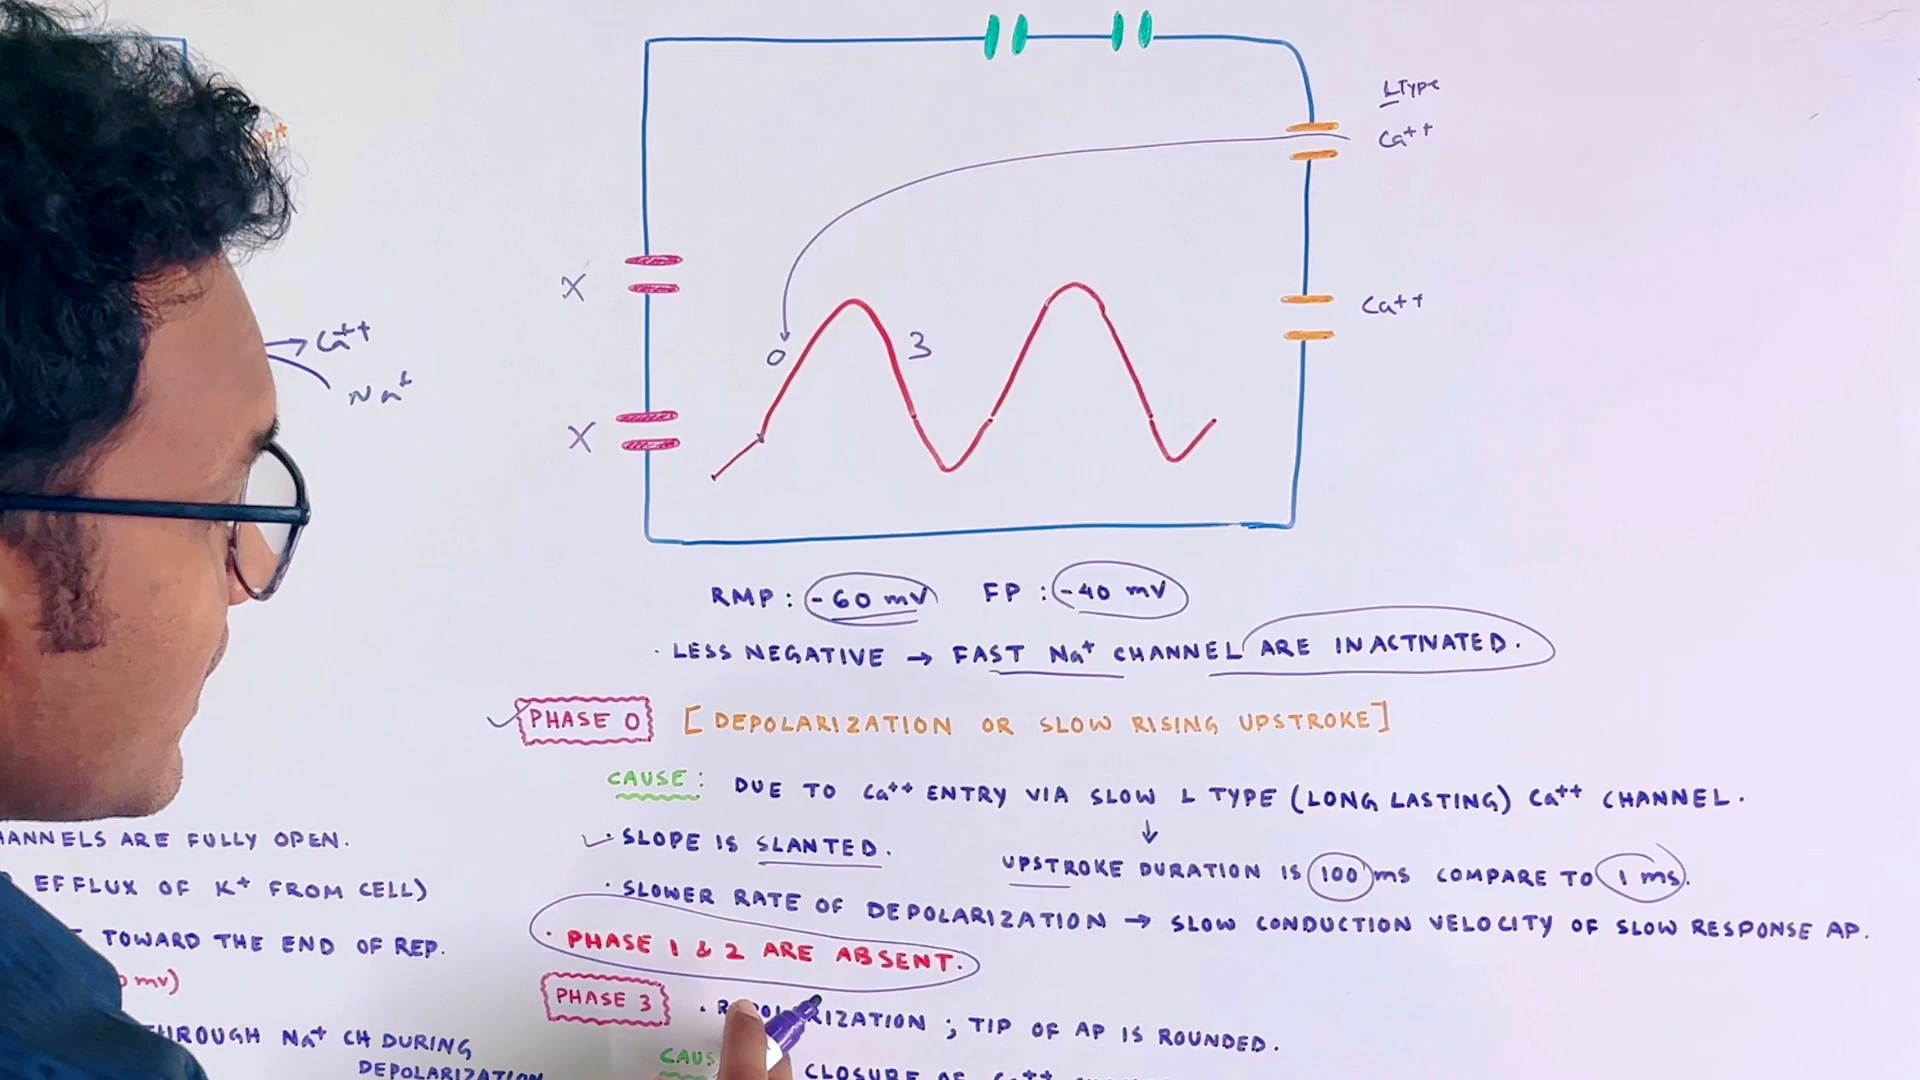 L Type
Ca++
X
0
3
Ca++
Ca++
Na+
X
RMP : -60 mV FP : -40 mV
· LESS NEGATIVE → FAST Na+ CHANNEL ARE INACTIVATED.
PHASE 0 [DEPOLARIZATION OR SLOW RISING UPSTROKE]
CAUSE : DUE TO Ca++ ENTRY VIA SLOW L TYPE (LONG LASTING) Ca++ CHANNEL.
↓
· SLOPE IS SLANTED.
UPSTROKE DURATION IS 100 ms COMPARE TO 1 ms.
· SLOWER RATE OF DEPOLARIZATION → SLOW CONDUCTION VELOCITY OF SLOW RESPONSE AP.
· PHASE 1 & 2 ARE ABSENT.
PHASE 3 · REPOLARIZATION ; TIP OF AP IS ROUNDED.
CLOSURE OF Ca++
ARE FULLY OPEN.
EFFLUX OF K+ FROM CELL)
TOWARD THE END OF REP.
mV)
Na+ CH DURING
DEPOLARIZATION